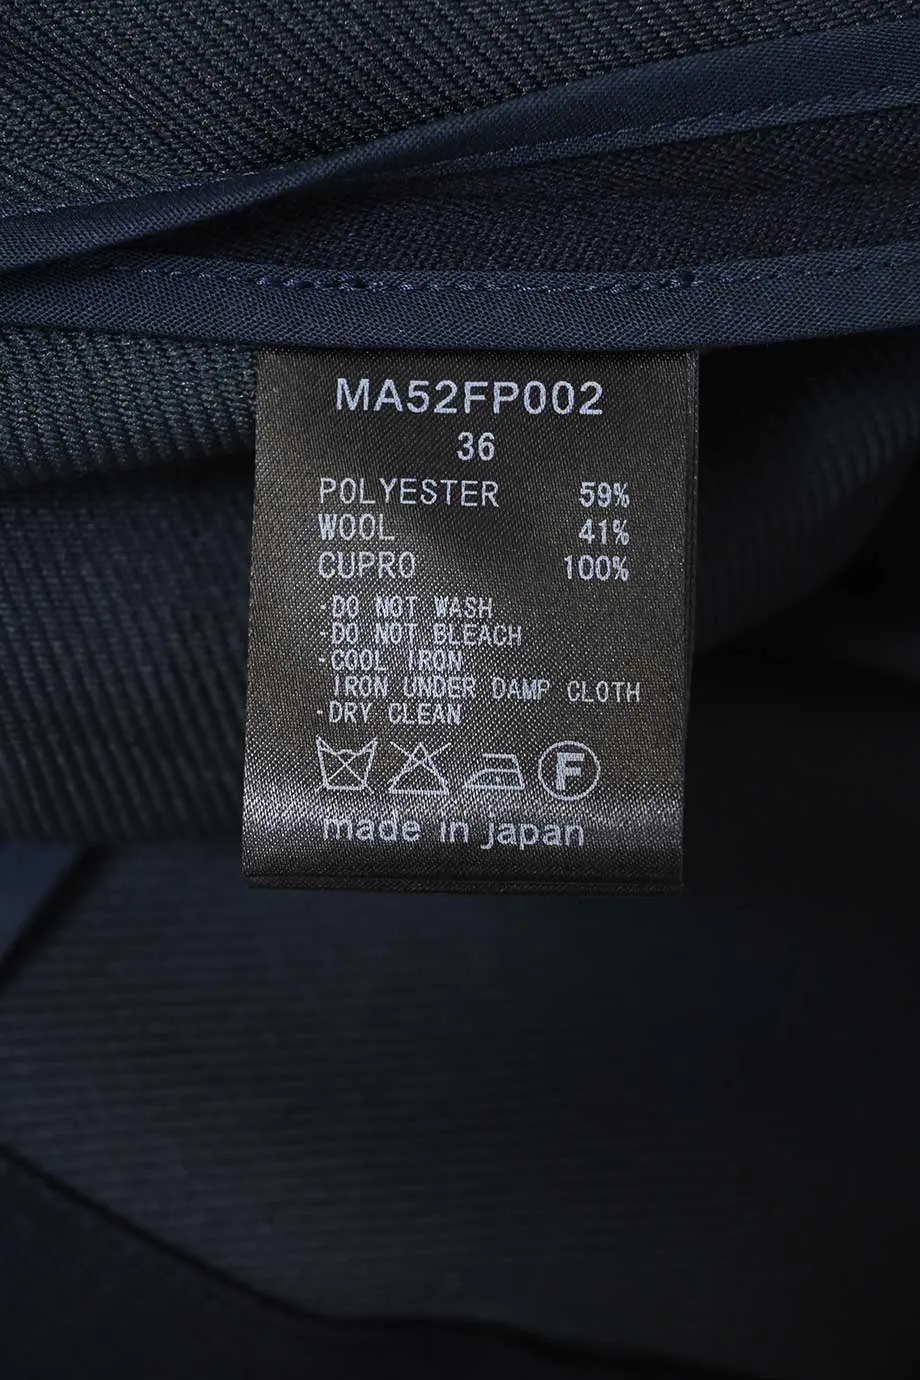 MA52FP002
36
POLYESTER 59%
WOOL 41%
CUPRO 100%
·DO NOT WASH
·DO NOT BLEACH
·COOL IRON
IRON UNDER DAMP CLOTH
·DRY CLEAN
F
made in japan